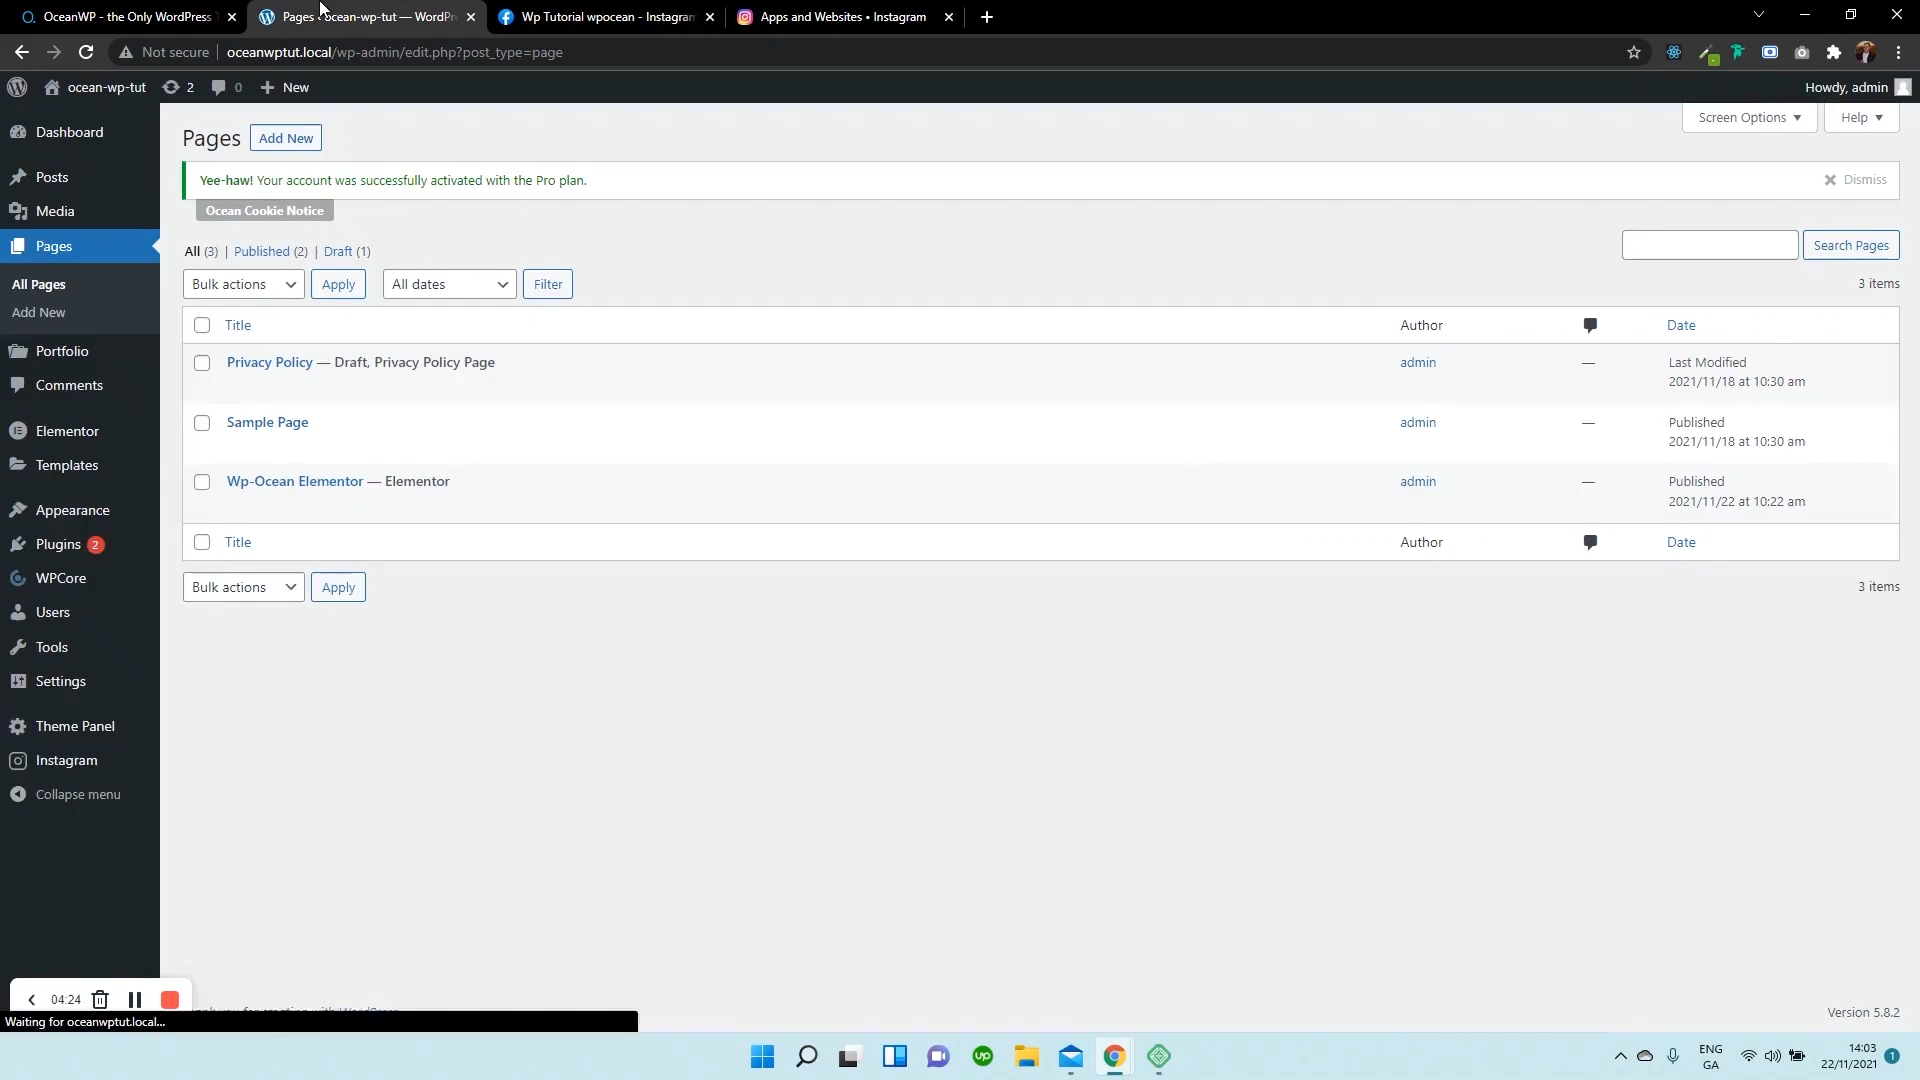 OceanWP - the Only WordPress T
Pages ‹ ocean-wp-tut — WordPre
Wp Tutorial wpocean - Instagram
Apps and Websites • Instagram
Not secure
oceanwptut.local/wp-admin/edit.php?post_type=page
ocean-wp-tut
2
0
New
Howdy, admin
Screen Options
Help
Dashboard
Posts
Media
Pages
All Pages
Add New
Portfolio
Comments
Elementor
Templates
Appearance
Plugins 2
WPCore
Users
Tools
Settings
Theme Panel
Instagram
Collapse menu
Pages
Add New
Yee-haw! Your account was successfully activated with the Pro plan.
Dismiss
Ocean Cookie Notice
All (3) | Published (2) | Draft (1)
Search Pages
Bulk actions
Apply
All dates
Filter
3 items
Title
Author
Date
Privacy Policy — Draft, Privacy Policy Page
admin
—
Last Modified
2021/11/18 at 10:30 am
Sample Page
admin
—
Published
2021/11/18 at 10:30 am
Wp-Ocean Elementor — Elementor
admin
—
Published
2021/11/22 at 10:22 am
Title
Author
Date
Bulk actions
Apply
3 items
04:24
Waiting for oceanwptut.local...
Version 5.8.2
up
ENG
GA
14:03
22/11/2021
1